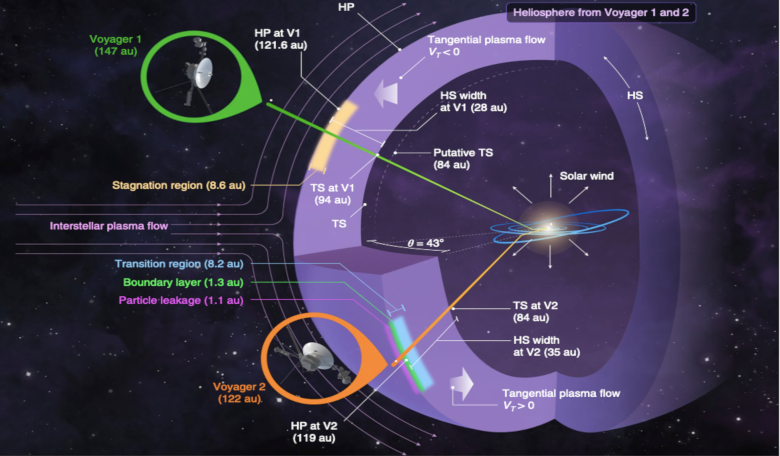 HP
Heliosphere from Voyager 1 and 2
Voyager 1
(147 au)
HP at V1
(121.6 au)
Tangential plasma flow
V_T < 0
HS width
at V1 (28 au)
HS
Putative TS
(84 au)
Solar wind
Stagnation region (8.6 au)
TS at V1
(94 au)
TS
Interstellar plasma flow
θ = 43°
Transition region (8.2 au)
Boundary layer (1.3 au)
Particle leakage (1.1 au)
TS at V2
(84 au)
HS width
at V2 (35 au)
Voyager 2
(122 au)
Tangential plasma flow
V_T > 0
HP at V2
(119 au)